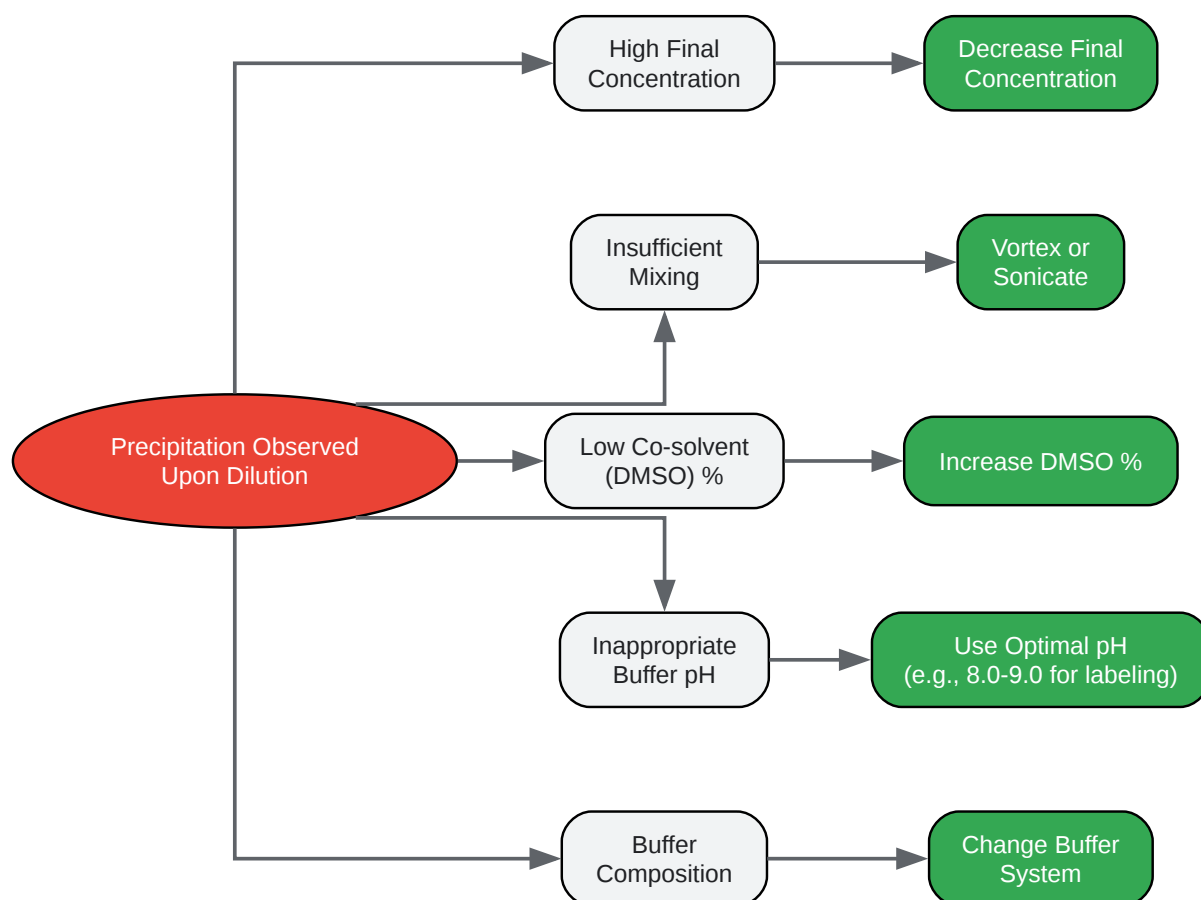 High Final
Concentration
Decrease Final
Concentration
Insufficient
Mixing
Vortex or
Sonicate
Precipitation Observed
Upon Dilution
Low Co-solvent
(DMSO) %
Increase DMSO %
Inappropriate
Buffer pH
Use Optimal pH
(e.g., 8.0-9.0 for labeling)
Buffer
Composition
Change Buffer
System